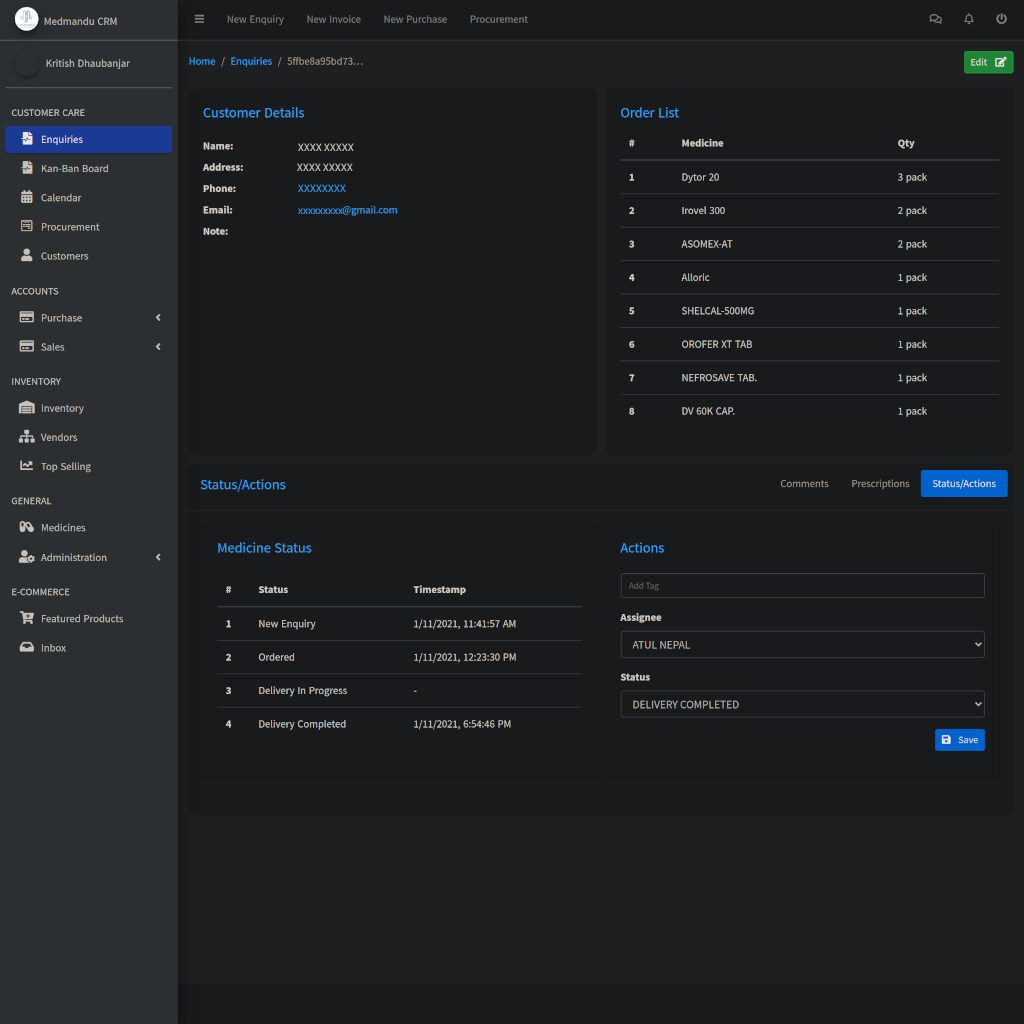 Medmandu CRM
New Enquiry New Invoice New Purchase Procurement
Kritish Dhaubanjar
Home / Enquiries / 5ffbe8a95bd73...
Edit
CUSTOMER CARE
Enquiries
Kan-Ban Board
Calendar
Procurement
Customers
ACCOUNTS
Purchase
Sales
INVENTORY
Inventory
Vendors
Top Selling
GENERAL
Medicines
Administration
E-COMMERCE
Featured Products
Inbox
Customer Details
Name: XXXX XXXXX
Address: XXXX XXXXX
Phone: XXXXXXXX
Email: xxxxxxxxx@gmail.com
Note:
Order List
# Medicine Qty
1 Dytor 20 3 pack
2 Irovel 300 2 pack
3 ASOMEX-AT 2 pack
4 Alloric 1 pack
5 SHELCAL-500MG 1 pack
6 OROFER XT TAB 1 pack
7 NEFROSAVE TAB. 1 pack
8 DV 60K CAP. 1 pack
Status/Actions
Comments Prescriptions Status/Actions
Medicine Status
# Status Timestamp
1 New Enquiry 1/11/2021, 11:41:57 AM
2 Ordered 1/11/2021, 12:23:30 PM
3 Delivery In Progress -
4 Delivery Completed 1/11/2021, 6:54:46 PM
Actions
Add Tag
Assignee
ATUL NEPAL
Status
DELIVERY COMPLETED
Save